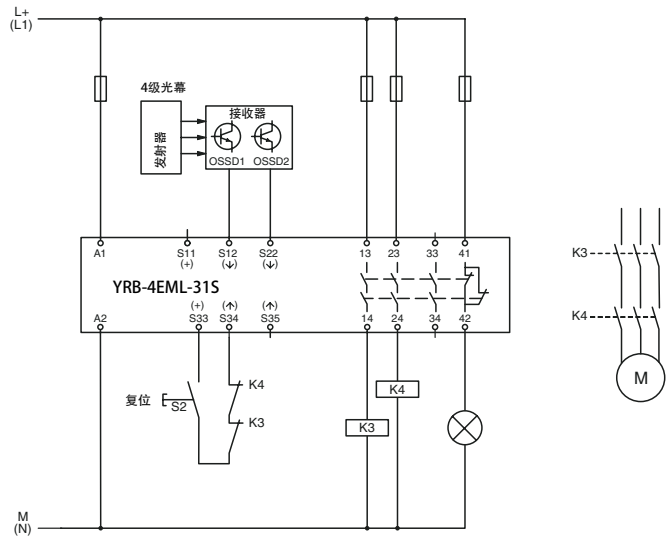 L+
(L1)
4级光幕
接收器
发射器
OSSD1 OSSD2
A1 S11 S12 S22 13 23 33 41
(+) (↓) (↓)
YRB-4EML-31S
(+) (↑) (↑)
A2 S33 S34 S35 14 24 34 42
K3
K4
M
复位 S2
K4
K3
K4
K3
M
(N)